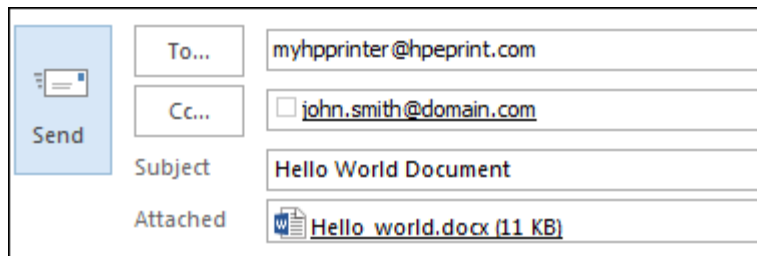 To... myhpprinter@hpeprint.com
Cc... john.smith@domain.com
Send
Subject Hello World Document
Attached Hello_world.docx (11 KB)